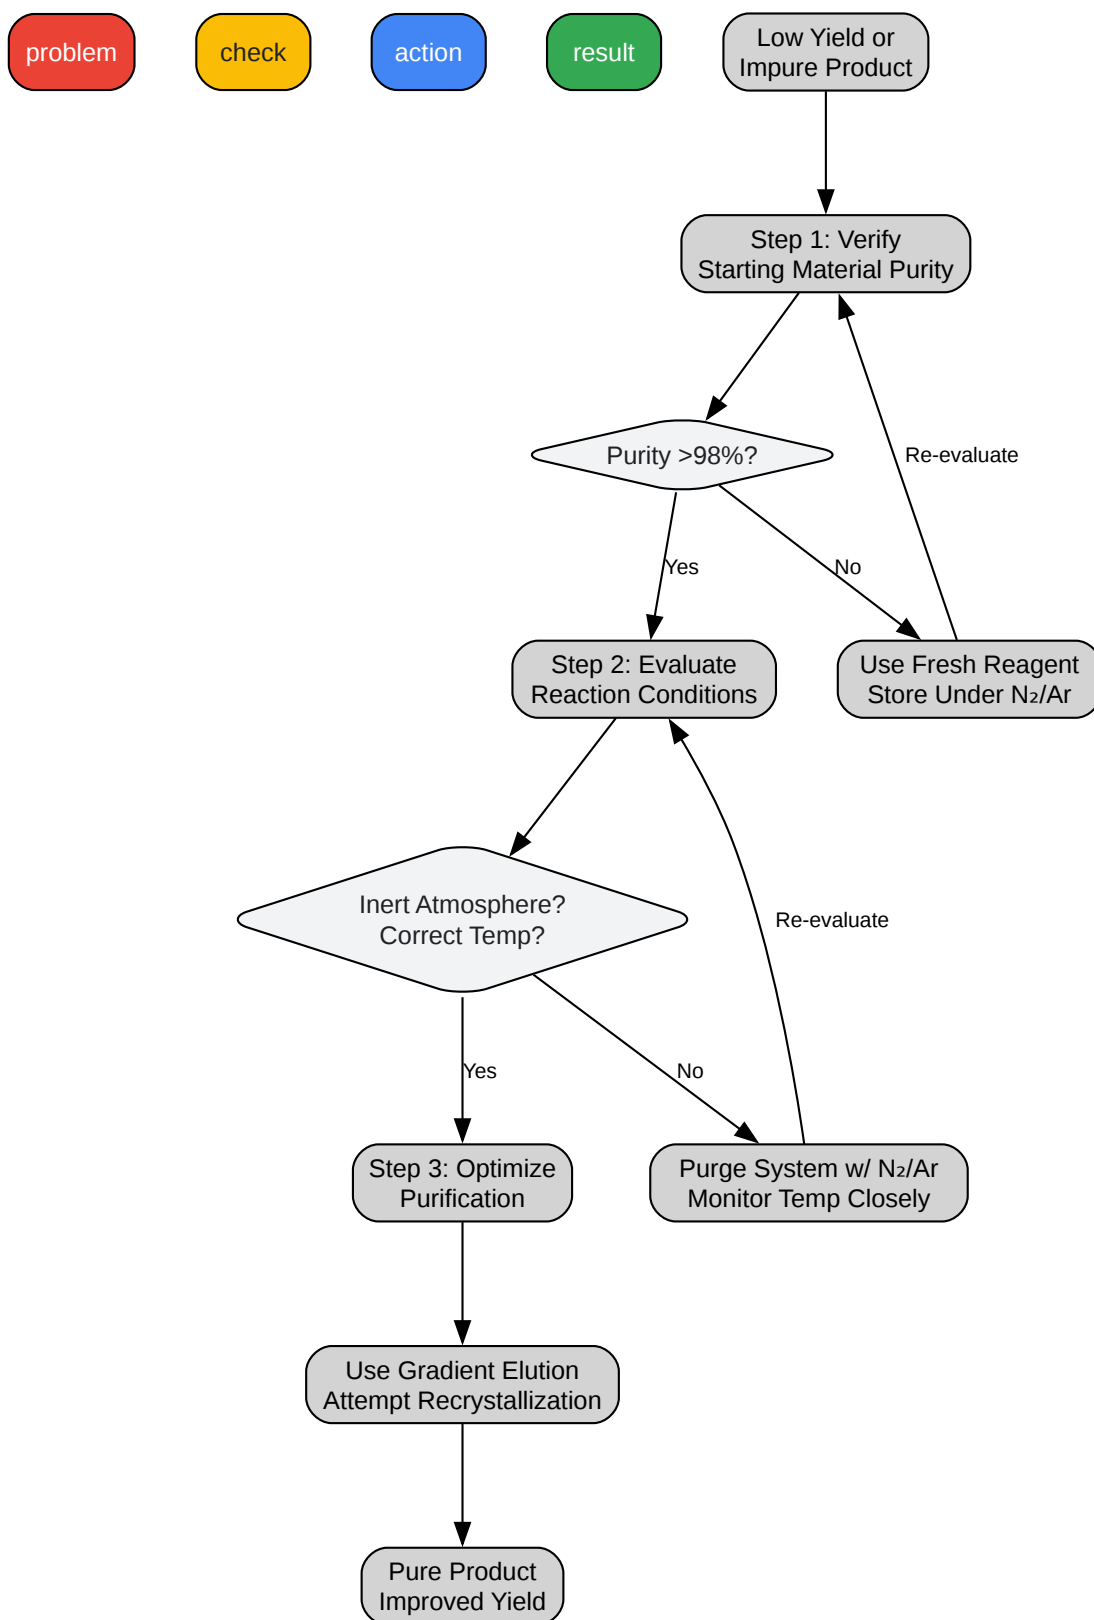 problem
check
action
result
Low Yield or
Impure Product
Step 1: Verify
Starting Material Purity
Purity >98%?
Re-evaluate
Yes
No
Step 2: Evaluate
Reaction Conditions
Use Fresh Reagent
Store Under N₂/Ar
Inert Atmosphere?
Correct Temp?
Re-evaluate
Yes
No
Step 3: Optimize
Purification
Purge System w/ N₂/Ar
Monitor Temp Closely
Use Gradient Elution
Attempt Recrystallization
Pure Product
Improved Yield